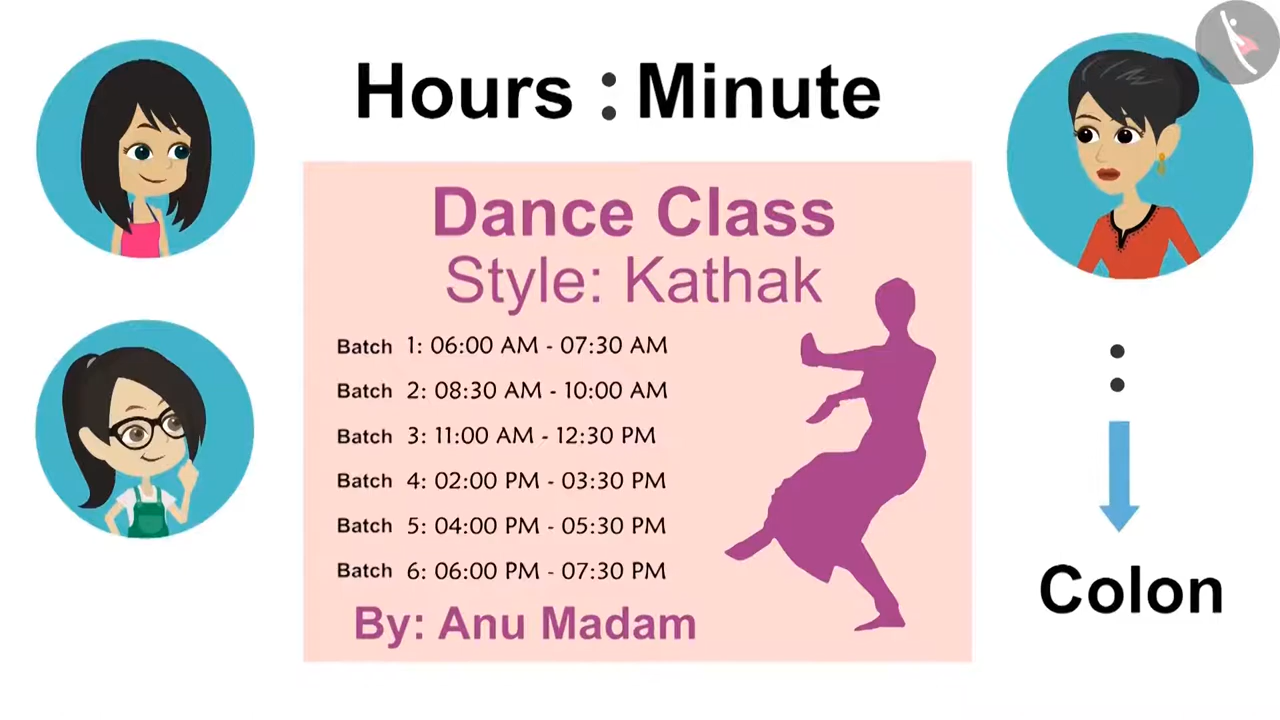 Hours : Minute
Dance Class
Style: Kathak
Batch 1: 06:00 AM - 07:30 AM
Batch 2: 08:30 AM - 10:00 AM
Batch 3: 11:00 AM - 12:30 PM
Batch 4: 02:00 PM - 03:30 PM
Batch 5: 04:00 PM - 05:30 PM
Batch 6: 06:00 PM - 07:30 PM
By: Anu Madam
:
Colon